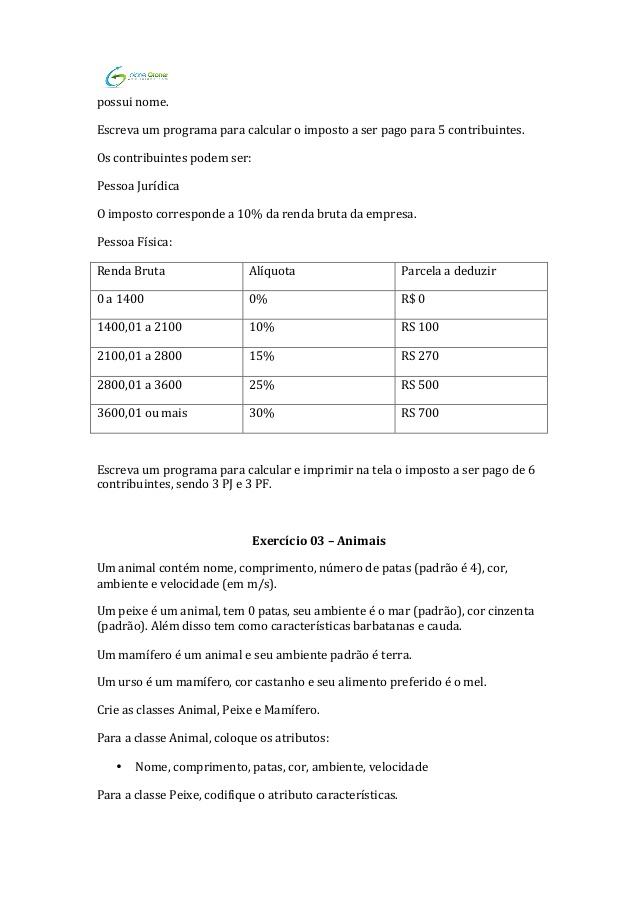 possui nome.
Escreva um programa para calcular o imposto a ser pago para 5 contribuintes.
Os contribuintes podem ser:
Pessoa Jurídica
O imposto corresponde a 10% da renda bruta da empresa.
Pessoa Física:
Renda Bruta Alíquota Parcela a deduzir
0 a 1400 0% R$ 0
1400,01 a 2100 10% RS 100
2100,01 a 2800 15% RS 270
2800,01 a 3600 25% RS 500
3600,01 ou mais 30% RS 700
Escreva um programa para calcular e imprimir na tela o imposto a ser pago de 6
contribuintes, sendo 3 PJ e 3 PF.
Exercício 03 – Animais
Um animal contém nome, comprimento, número de patas (padrão é 4), cor,
ambiente e velocidade (em m/s).
Um peixe é um animal, tem 0 patas, seu ambiente é o mar (padrão), cor cinzenta
(padrão). Além disso tem como características barbatanas e cauda.
Um mamífero é um animal e seu ambiente padrão é terra.
Um urso é um mamífero, cor castanho e seu alimento preferido é o mel.
Crie as classes Animal, Peixe e Mamífero.
Para a classe Animal, coloque os atributos:
• Nome, comprimento, patas, cor, ambiente, velocidade
Para a classe Peixe, codifique o atributo características.